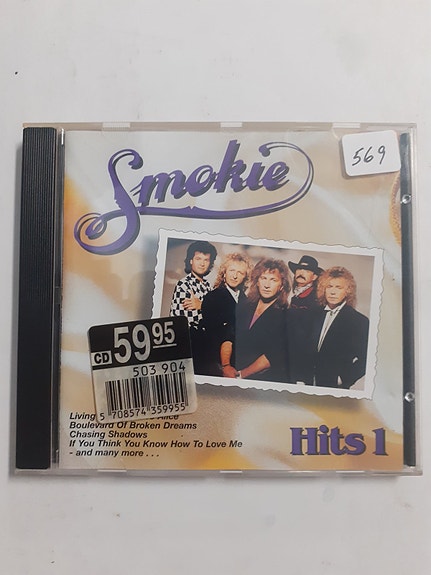 Smokie
569
CD 59 95
503 904
5 708574 359955
Living Alice
Boulevard Of Broken Dreams
Chasing Shadows
If You Think You Know How To Love Me
- and many more . . .
Hits 1